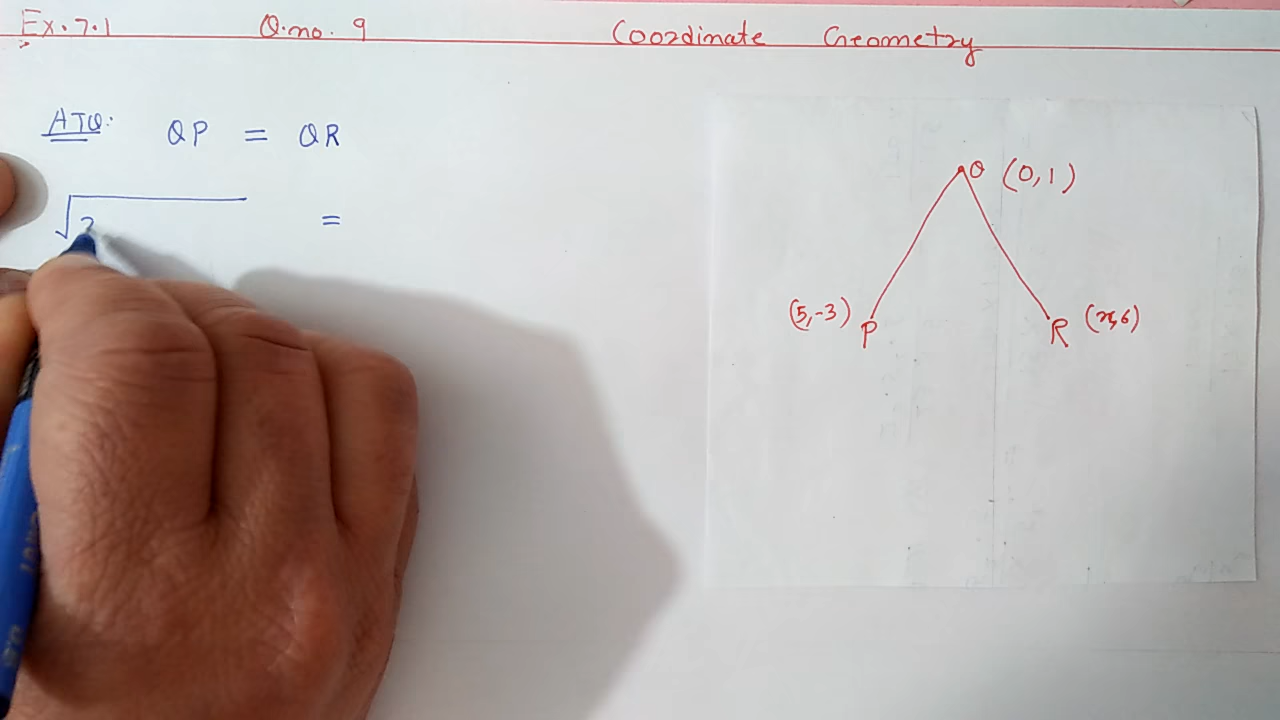 Ex. 7.1 Q.no. 9 Coordinate Geometry
ATQ: QP = QR
√ =
Q (0,1)
(5,-3) P
R (x,6)